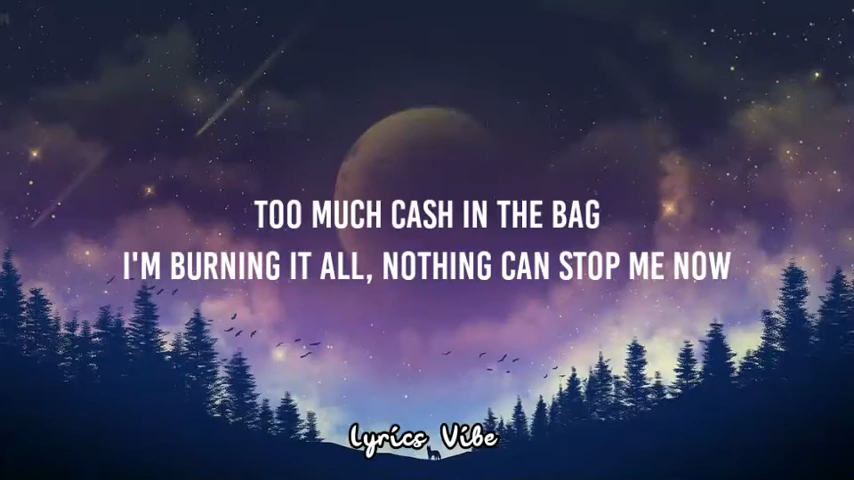 TOO MUCH CASH IN THE BAG
I'M BURNING IT ALL, NOTHING CAN STOP ME NOW
Lyrics Vibe